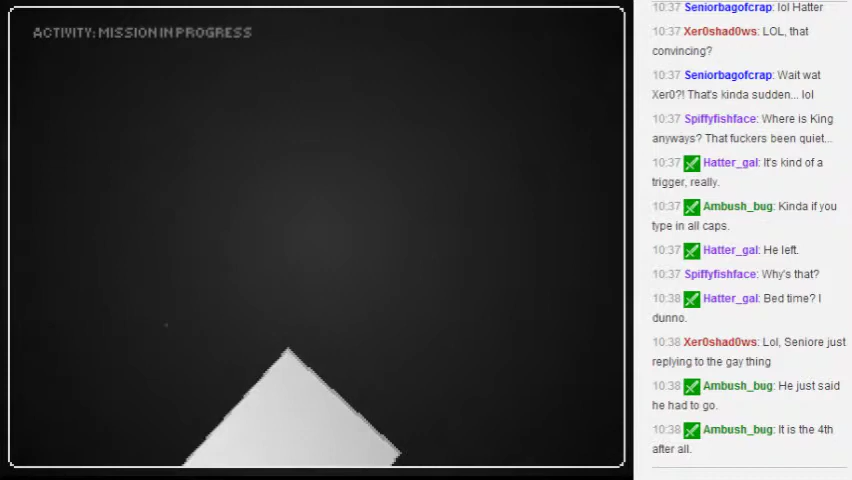 ACTIVITY: MISSION IN PROGRESS
10:37 Seniorbagofcrap: lol Hatter
10:37 Xer0shad0ws: LOL, that
convincing?
10:37 Seniorbagofcrap: Wait wat
Xer0?! That's kinda sudden... lol
10:37 Spiffyfishface: Where is King
anyways? That fuckers been quiet...
10:37 Hatter_gal: It's kind of a
trigger, really.
10:37 Ambush_bug: Kinda if you
type in all caps.
10:37 Hatter_gal: He left.
10:37 Spiffyfishface: Why's that?
10:38 Hatter_gal: Bed time? I
dunno.
10:38 Xer0shad0ws: Lol, Seniore just
replying to the gay thing
10:38 Ambush_bug: He just said
he had to go.
10:38 Ambush_bug: It is the 4th
after all.